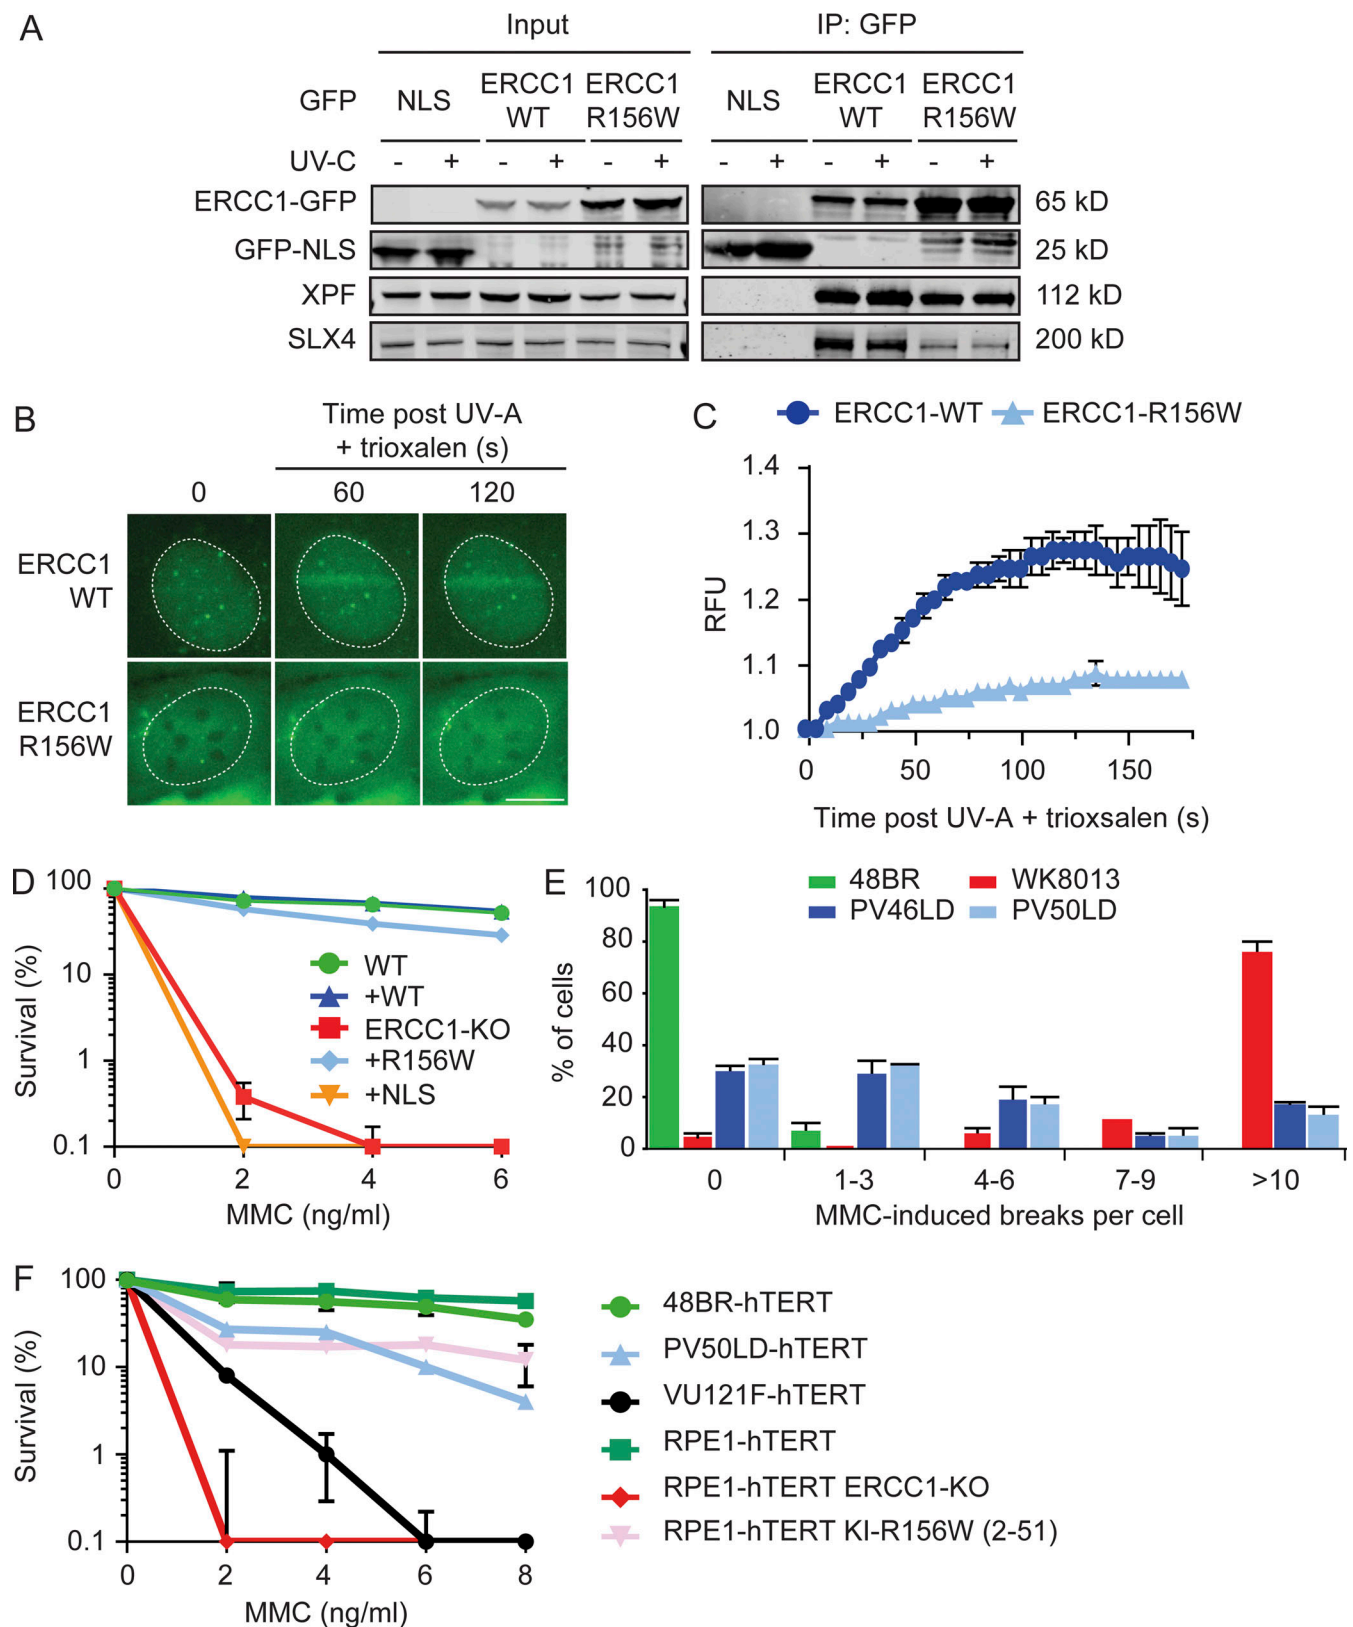 A
Input
IP: GFP
GFP
NLS
ERCC1 WT
ERCC1 R156W
NLS
ERCC1 WT
ERCC1 R156W
UV-C
- + - + - + - + - + - +
ERCC1-GFP
65 kD
GFP-NLS
25 kD
XPF
112 kD
SLX4
200 kD
B
Time post UV-A
+ trioxalen (s)
0
60
120
ERCC1
WT
ERCC1
R156W
C
ERCC1-WT
ERCC1-R156W
1.4
1.3
1.2
1.1
1.0
RFU
0 50 100 150
Time post UV-A + trioxsalen (s)
D
100
10
1
0.1
Survival (%)
WT
+WT
ERCC1-KO
+R156W
+NLS
0 2 4 6
MMC (ng/ml)
E
48BR
WK8013
PV46LD
PV50LD
100
80
60
40
20
0
% of cells
0 1-3 4-6 7-9 >10
MMC-induced breaks per cell
F
100
10
1
0.1
Survival (%)
0 2 4 6 8
MMC (ng/ml)
48BR-hTERT
PV50LD-hTERT
VU121F-hTERT
RPE1-hTERT
RPE1-hTERT ERCC1-KO
RPE1-hTERT KI-R156W (2-51)